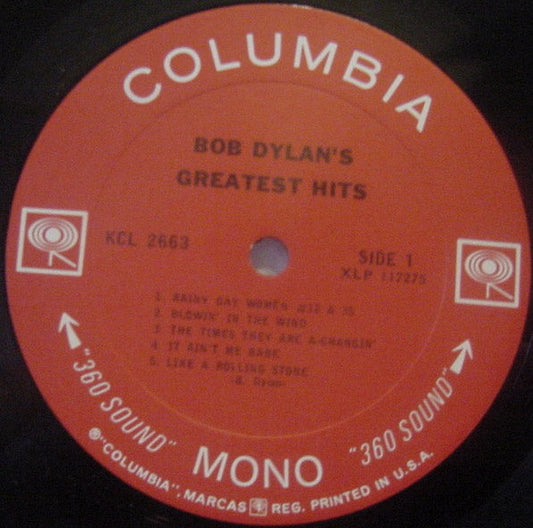 COLUMBIA
BOB DYLAN'S
GREATEST HITS
KCL 2663
SIDE 1
XLP 117275
1. RAINY DAY WOMEN #12 & 35
2. BLOWIN' IN THE WIND
3. THE TIMES THEY ARE A-CHANGIN'
4. IT AIN'T ME BABE
5. LIKE A ROLLING STONE
"360 SOUND"
MONO
"360 SOUND"
℗"COLUMBIA", MARCAS REG. PRINTED IN U.S.A.